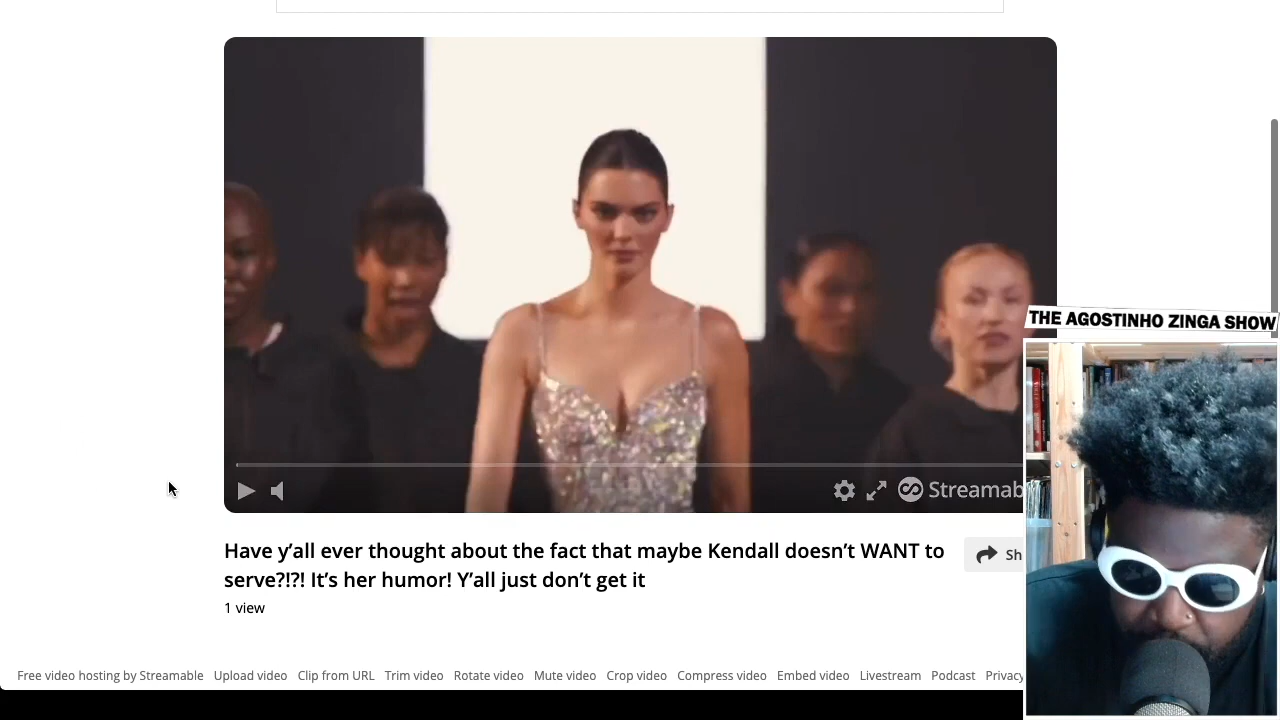 Streamab
THE AGOSTINHO ZINGA SHOW
Have y’all ever thought about the fact that maybe Kendall doesn’t WANT to
serve?!?! It’s her humor! Y’all just don’t get it
Sh
1 view
Free video hosting by Streamable Upload video Clip from URL Trim video Rotate video Mute video Crop video Compress video Embed video Livestream Podcast Privacy